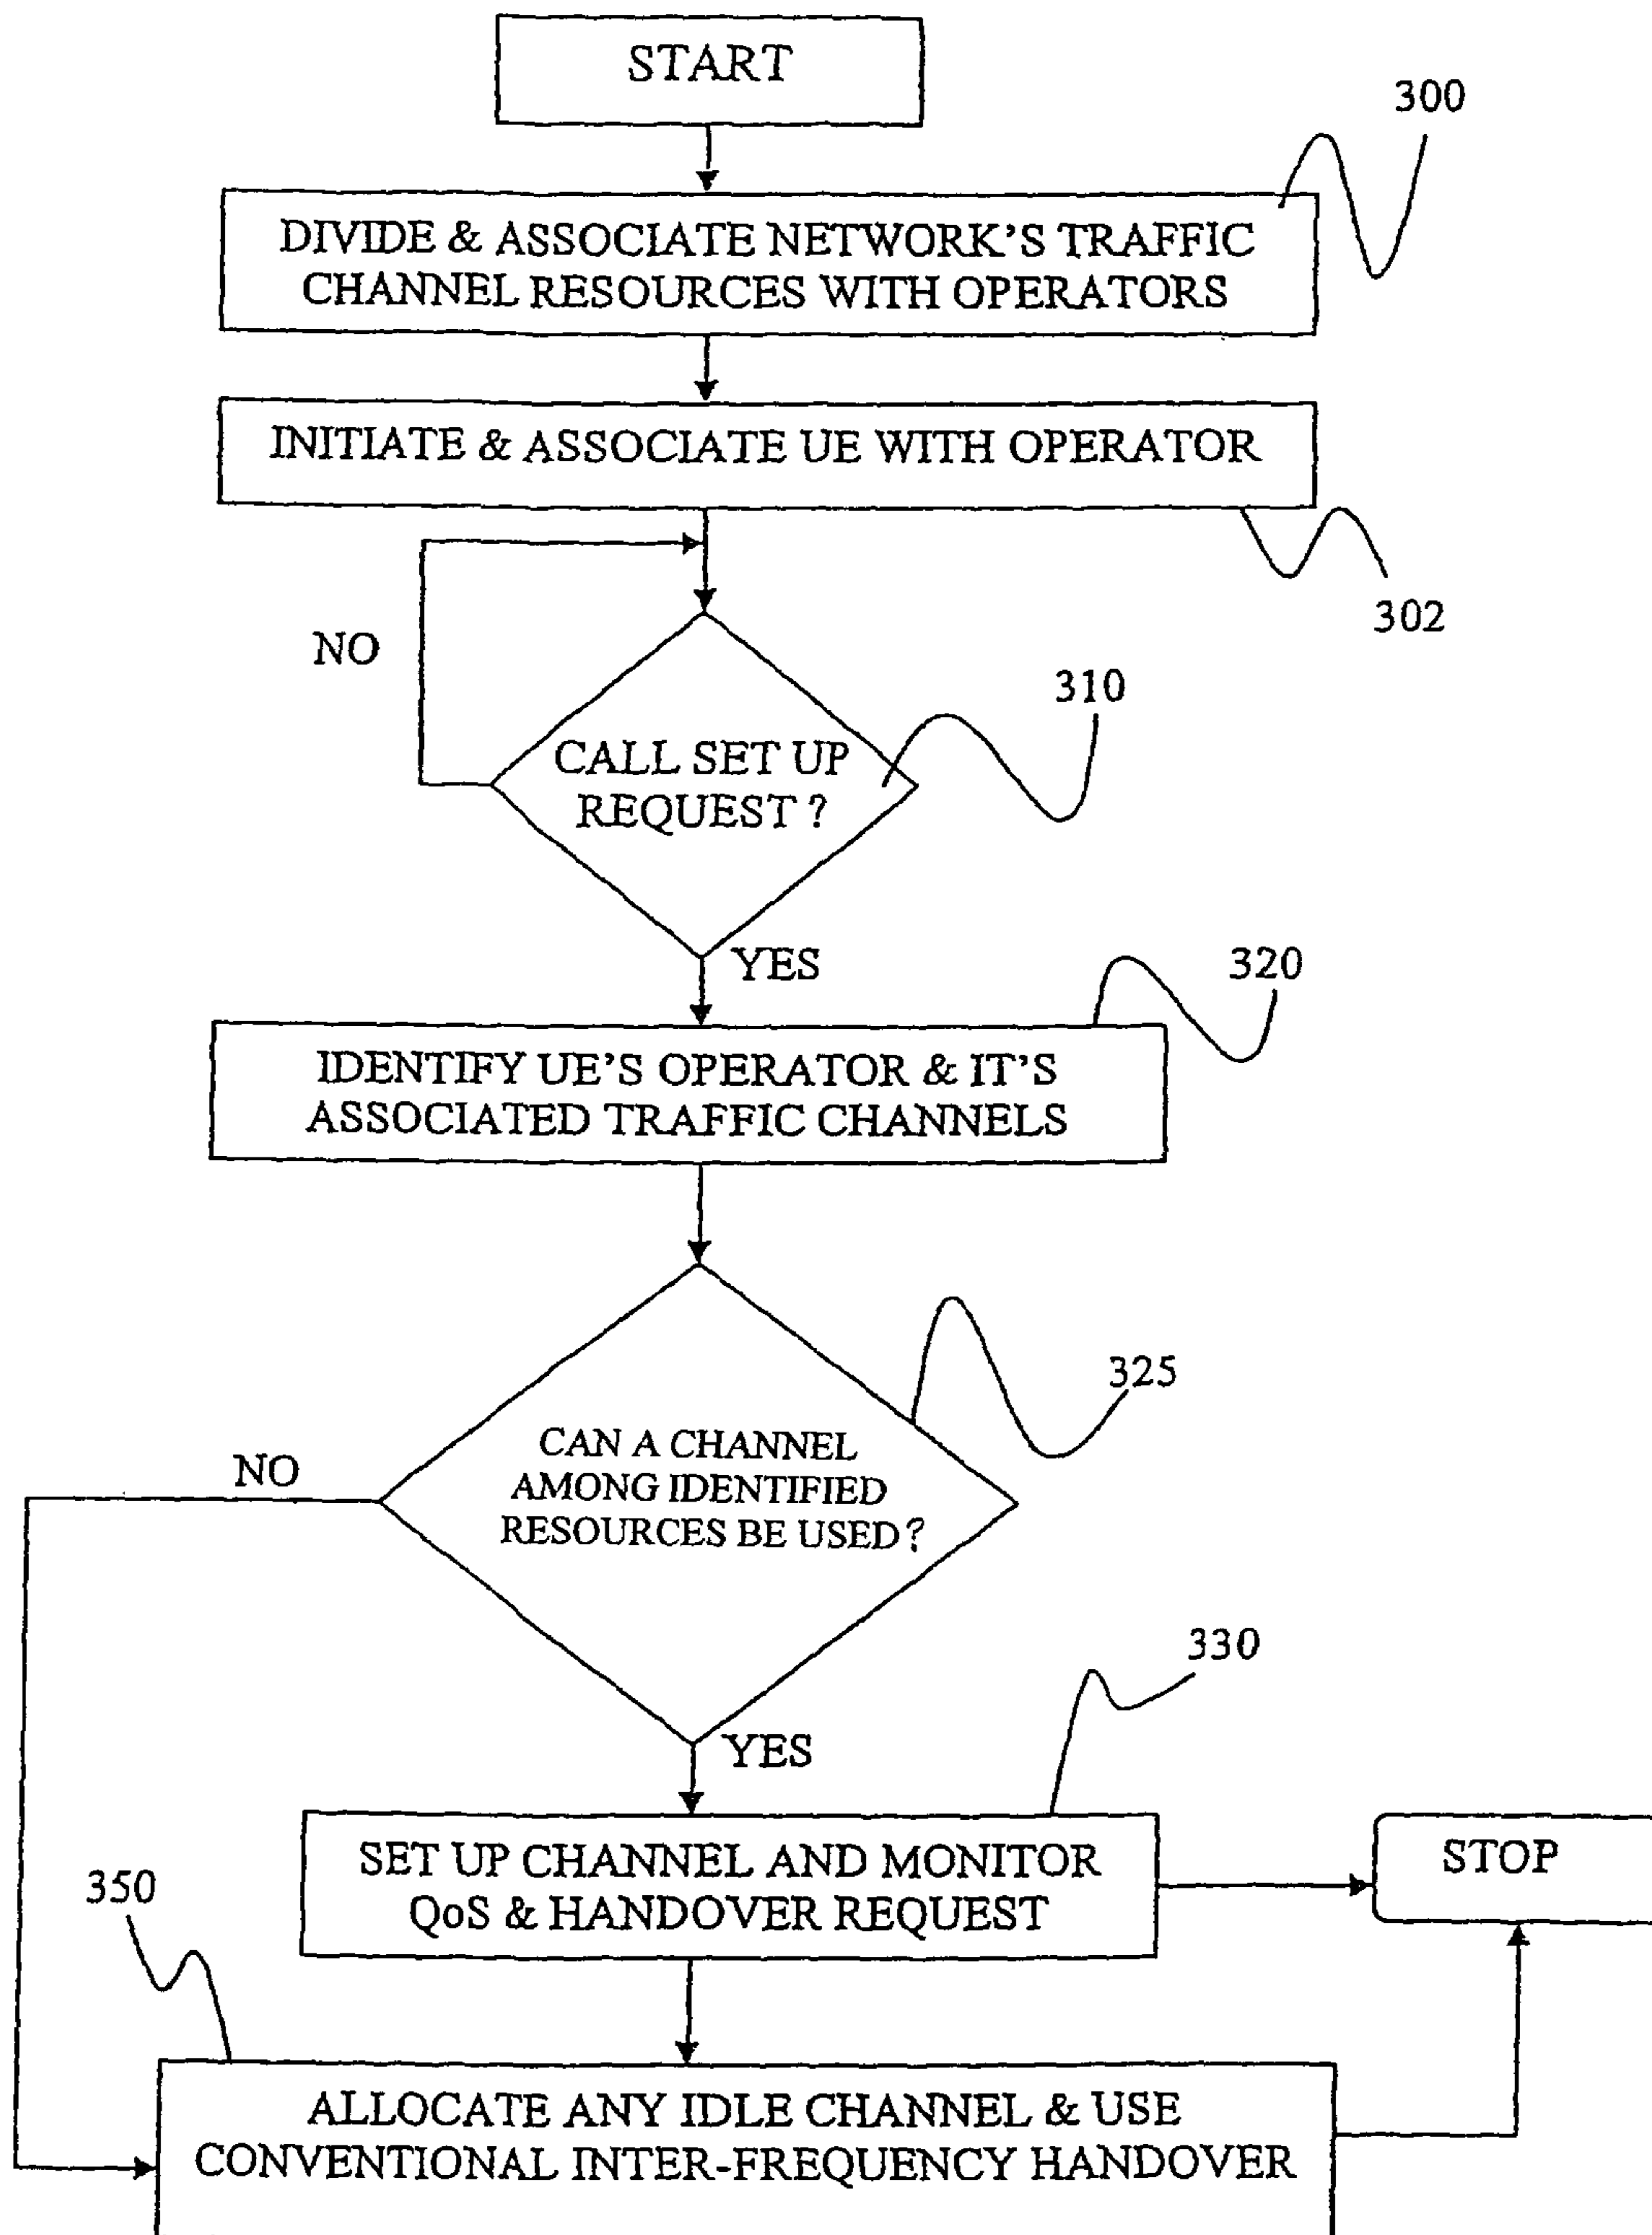 START
300
DIVIDE & ASSOCIATE NETWORK'S TRAFFIC
CHANNEL RESOURCES WITH OPERATORS
INITIATE & ASSOCIATE UE WITH OPERATOR
302
NO
310
CALL SET UP
REQUEST ?
YES
320
IDENTIFY UE'S OPERATOR & IT'S
ASSOCIATED TRAFFIC CHANNELS
325
CAN A CHANNEL
AMONG IDENTIFIED
RESOURCES BE USED ?
NO
330
YES
SET UP CHANNEL AND MONITOR
QoS & HANDOVER REQUEST
STOP
350
ALLOCATE ANY IDLE CHANNEL & USE
CONVENTIONAL INTER-FREQUENCY HANDOVER